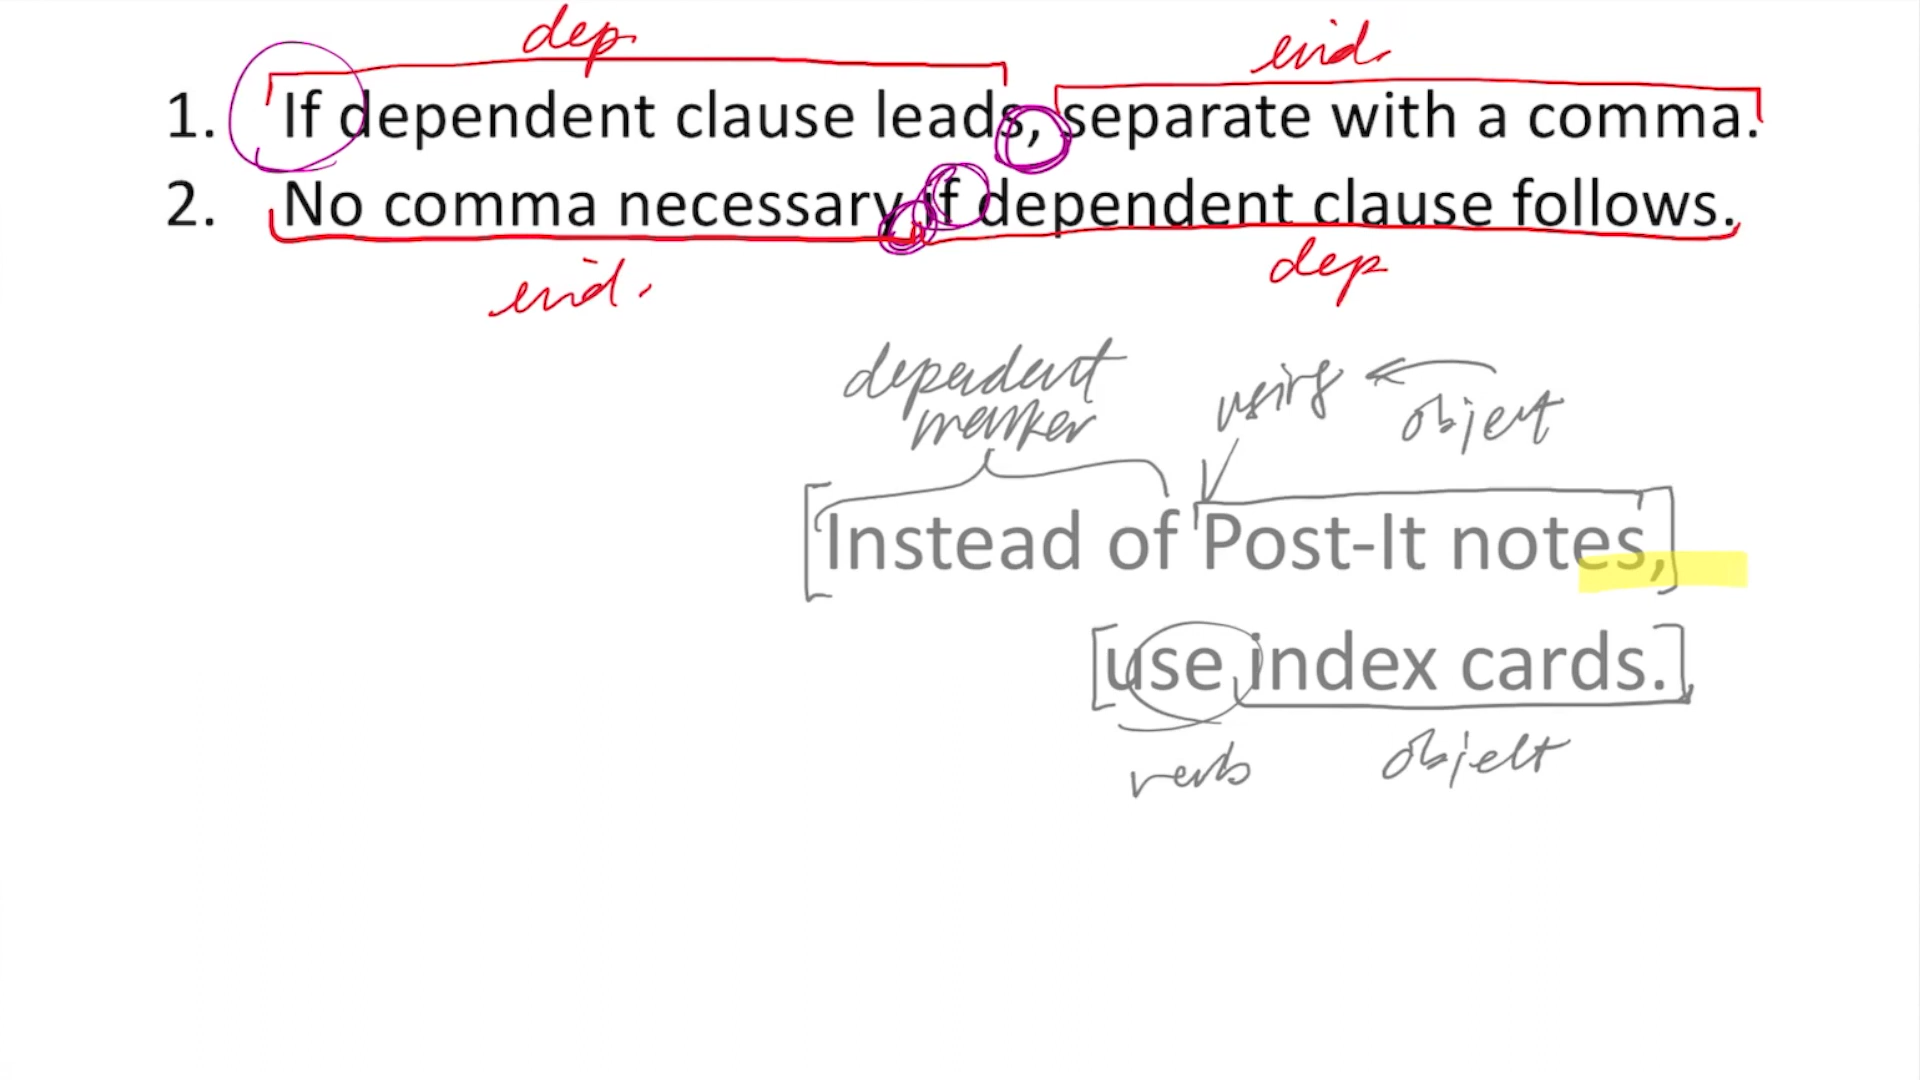 dep
ind.
1. If dependent clause leads, separate with a comma.
2. No comma necessary if dependent clause follows.
ind.
dep
dependent
marker
using
object
Instead of Post-It notes,
use index cards.
verb
object